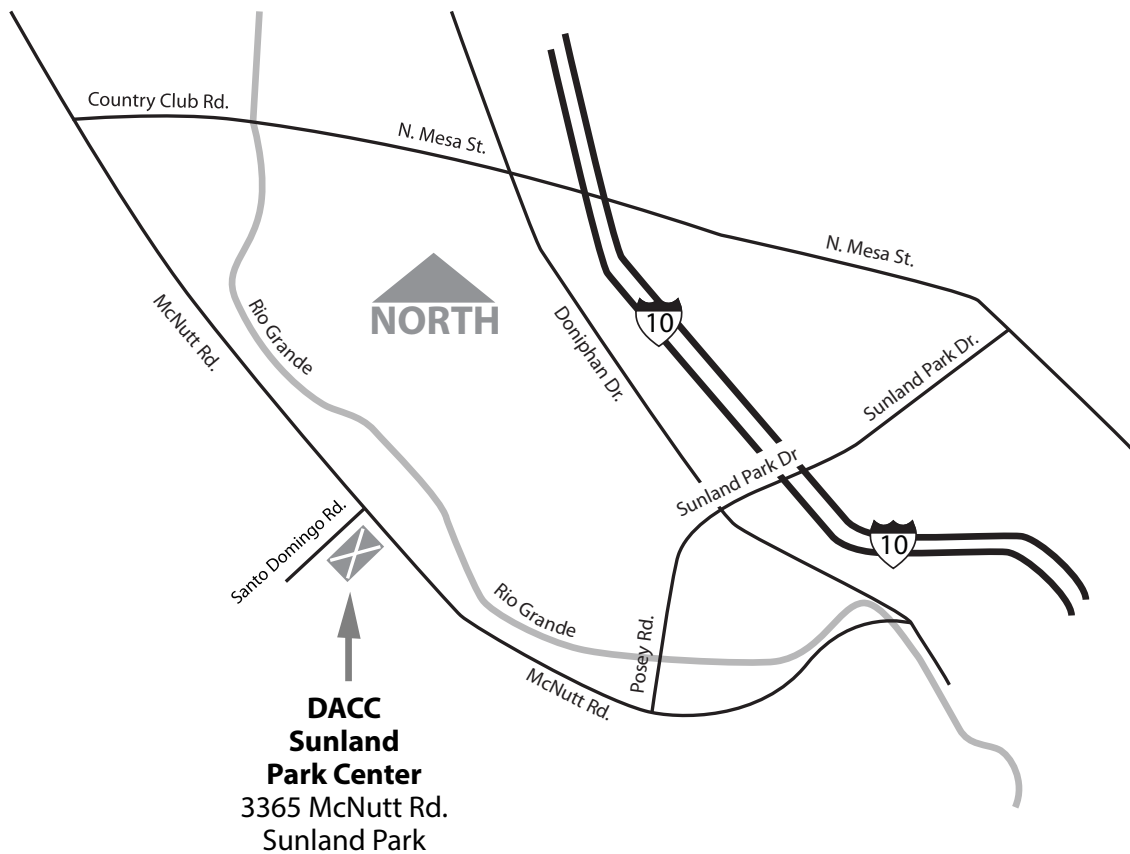 Country Club Rd.
N. Mesa St.
N. Mesa St.
NORTH
McNutt Rd.
Rio Grande
Doniphan Dr.
10
Sunland Park Dr.
Sunland Park Dr
Santo Domingo Rd.
10
Rio Grande
Posey Rd.
McNutt Rd.
DACC
Sunland
Park Center
3365 McNutt Rd.
Sunland Park